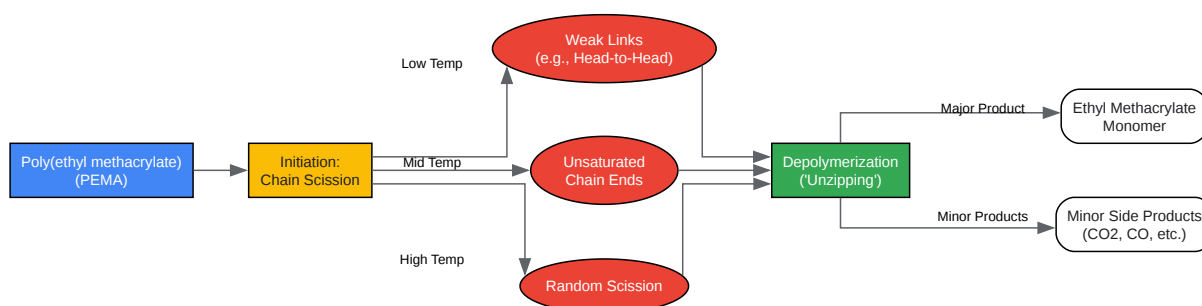 Poly(ethyl methacrylate)
(PEMA)
Initiation:
Chain Scission
Low Temp
Mid Temp
High Temp
Weak Links
(e.g., Head-to-Head)
Unsaturated
Chain Ends
Random Scission
Depolymerization
('Unzipping')
Major Product
Minor Products
Ethyl Methacrylate
Monomer
Minor Side Products
(CO2, CO, etc.)